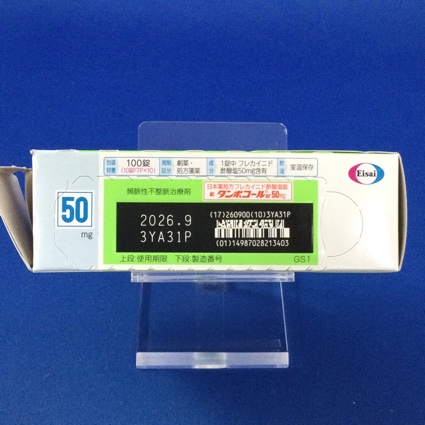 包装容量 100錠 (10錠PTP×10) 規制区分 劇薬・処方箋薬 成分 1錠中 フレカイニド酢酸塩50mg含有 貯法 室温保存
Eisai
頻脈性不整脈治療剤
日本薬局方フレカイニド酢酸塩錠
タンボコール錠50mg
50
mg
2026.9
3YA31P
(17)260900(10)3YA31P
(01)14987028213403
上段:使用期限 下段:製造番号
GS1